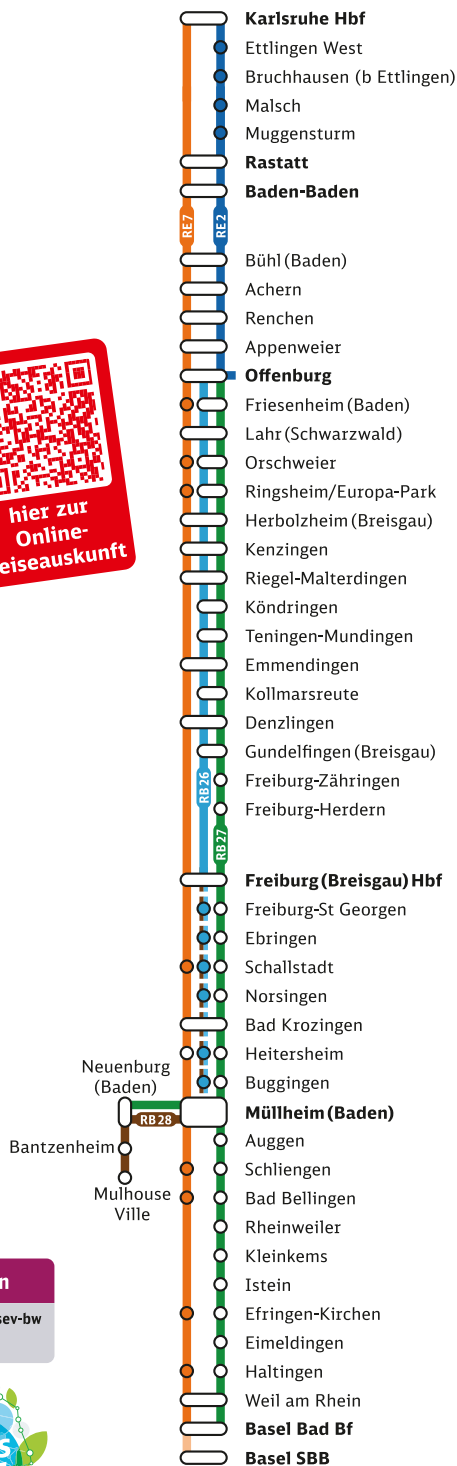 Karlsruhe Hbf
Ettlingen West
Bruchhausen (b Ettlingen)
Malsch
Muggensturm
Rastatt
Baden-Baden
RE 7
RE 2
Bühl (Baden)
Achern
Renchen
Appenweier
Offenburg
Friesenheim (Baden)
Lahr (Schwarzwald)
Orschweier
Ringsheim/Europa-Park
hier zur
Online-
eiseauskunft
Herbolzheim (Breisgau)
Kenzingen
Riegel-Malterdingen
Köndringen
Teningen-Mundingen
Emmendingen
Kollmarsreute
Denzlingen
Gundelfingen (Breisgau)
RB 26
Freiburg-Zähringen
Freiburg-Herdern
RB 27
Freiburg (Breisgau) Hbf
Freiburg-St Georgen
Ebringen
Schallstadt
Norsingen
Bad Krozingen
Heitersheim
Buggingen
Neuenburg
(Baden)
Müllheim (Baden)
RB 28
Bantzenheim
Mulhouse
Ville
Auggen
Schliengen
Bad Bellingen
Rheinweiler
Kleinkems
Istein
Efringen-Kirchen
Eimeldingen
Haltingen
Weil am Rhein
Basel Bad Bf
Basel SBB
n
sev-bw
s